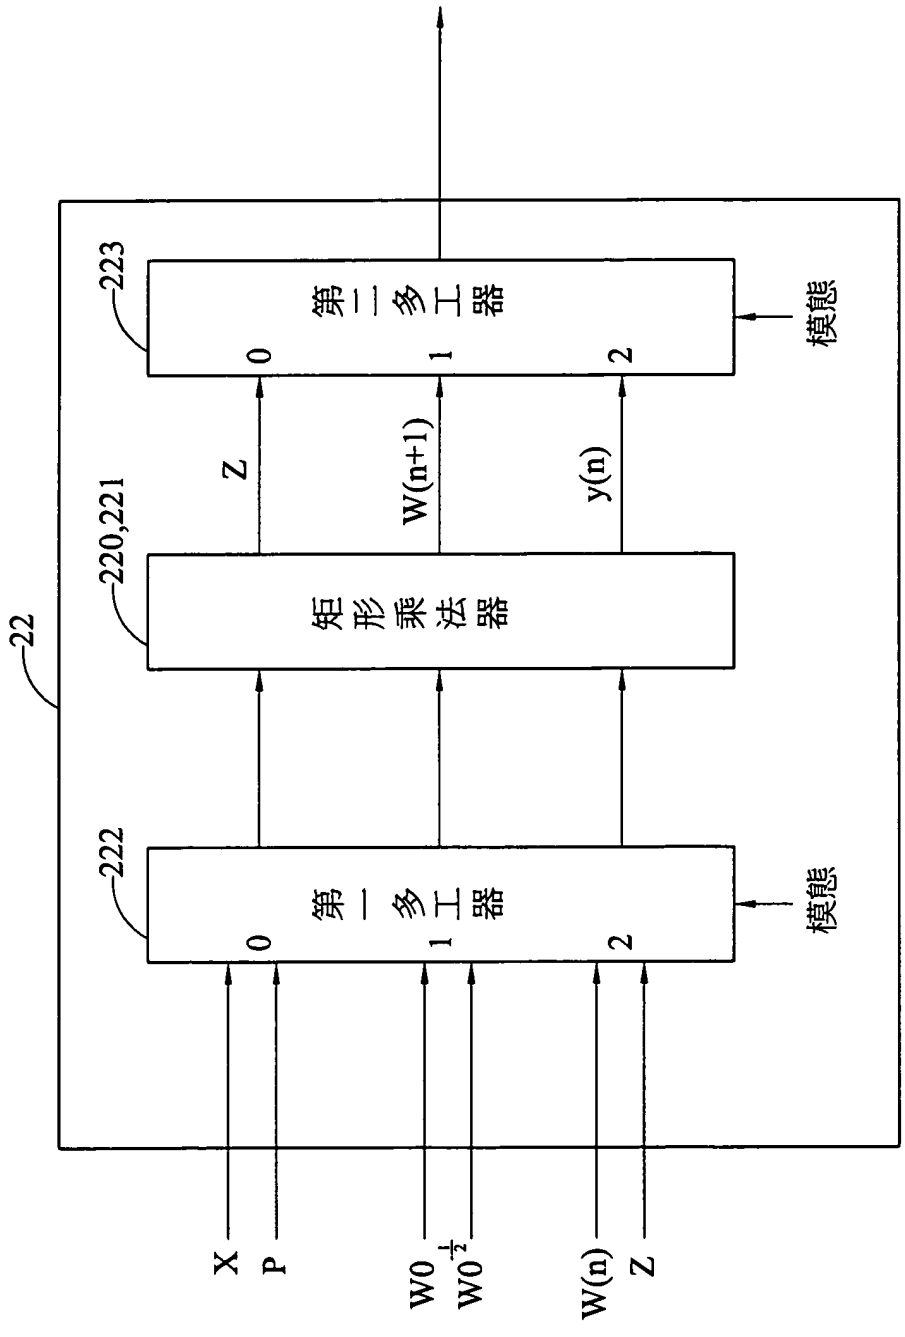 22
222
220,221
223
X
P
W0
W0^{-1/2}
W(n)
Z
0
1
2
第一多工器
模態
矩形乘法器
Z
W(n+1)
y(n)
0
1
2
第二多工器
模態